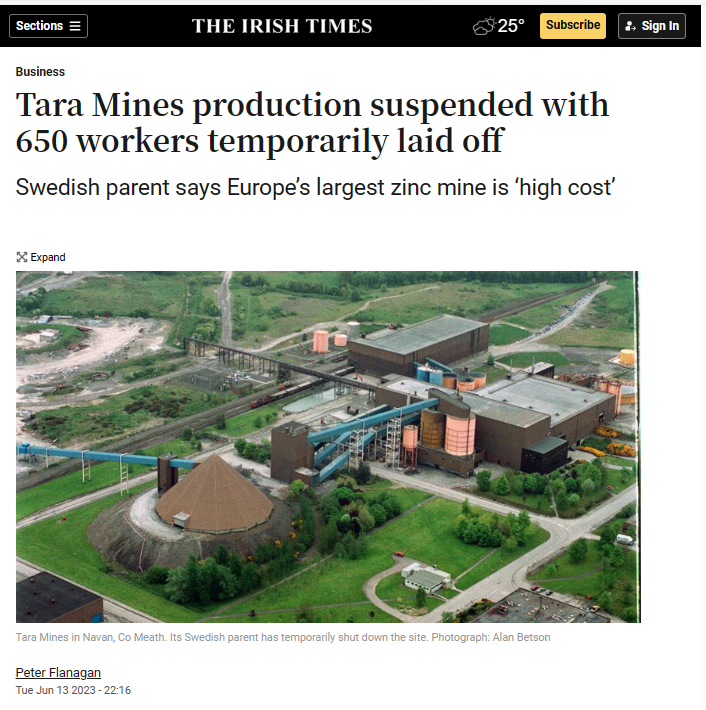 Sections
THE IRISH TIMES
25°
Subscribe
Sign In
Business
Tara Mines production suspended with
650 workers temporarily laid off
Swedish parent says Europe’s largest zinc mine is ‘high cost’
Expand
Tara Mines in Navan, Co Meath. Its Swedish parent has temporarily shut down the site. Photograph: Alan Betson
Peter Flanagan
Tue Jun 13 2023 - 22:16